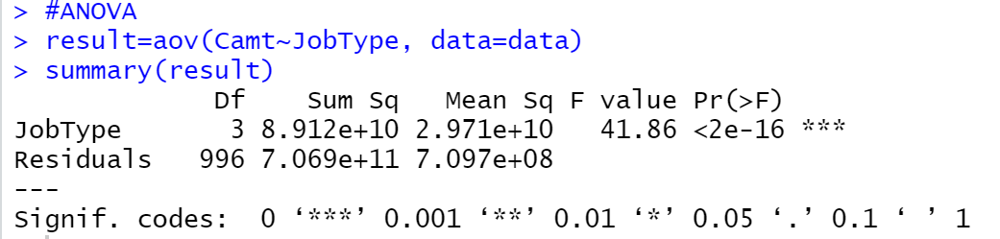 > #ANOVA
> result=aov(Camt~JobType, data=data)
> summary(result)
             Df    Sum Sq   Mean Sq F value Pr(>F)
JobType       3 8.912e+10 2.971e+10   41.86 <2e-16 ***
Residuals   996 7.069e+11 7.097e+08
---
Signif. codes:  0 ‘***’ 0.001 ‘**’ 0.01 ‘*’ 0.05 ‘.’ 0.1 ‘ ’ 1